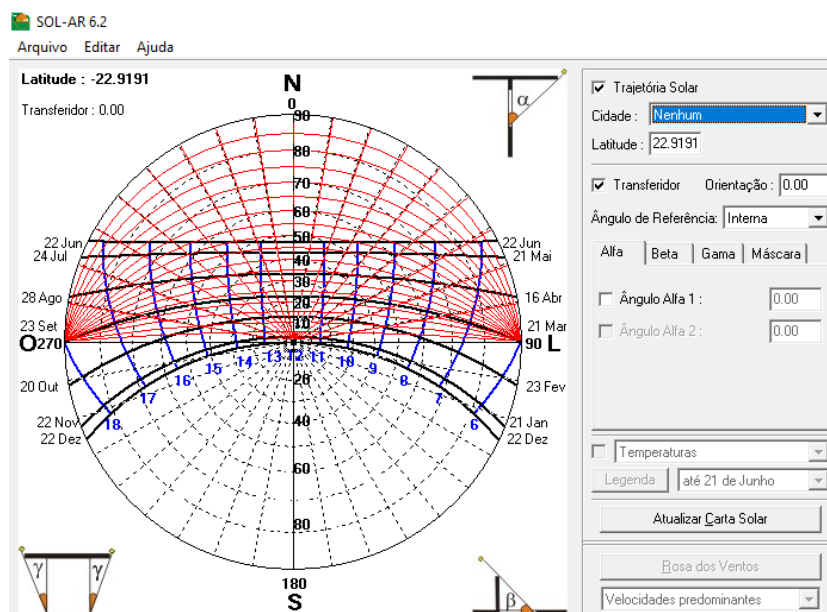 SOL-AR 6.2
Arquivo Editar Ajuda
Latitude : -22.9191
Transferidor : 0.00
N
0
90
80
70
60
50
40
30
20
10
22 Jun
24 Jul
28 Ago
23 Set
O 270
20 Out
22 Nov
22 Dez
22 Jun
21 Mai
16 Abr
21 Mar
90 L
23 Fev
21 Jan
22 Dez
18 17 16 15 14 13 12 11 10 9 8 7 6
20
40
60
80
180
S
α
γ γ
β
Trajetória Solar
Cidade : Nenhum
Latitude : 22.9191
Transferidor Orientação : 0.00
Ângulo de Referência: Interna
Alfa Beta Gama Máscara
Ângulo Alfa 1 : 0.00
Ângulo Alfa 2 : 0.00
Temperaturas
Legenda até 21 de Junho
Atualizar Carta Solar
Rosa dos Ventos
Velocidades predominantes